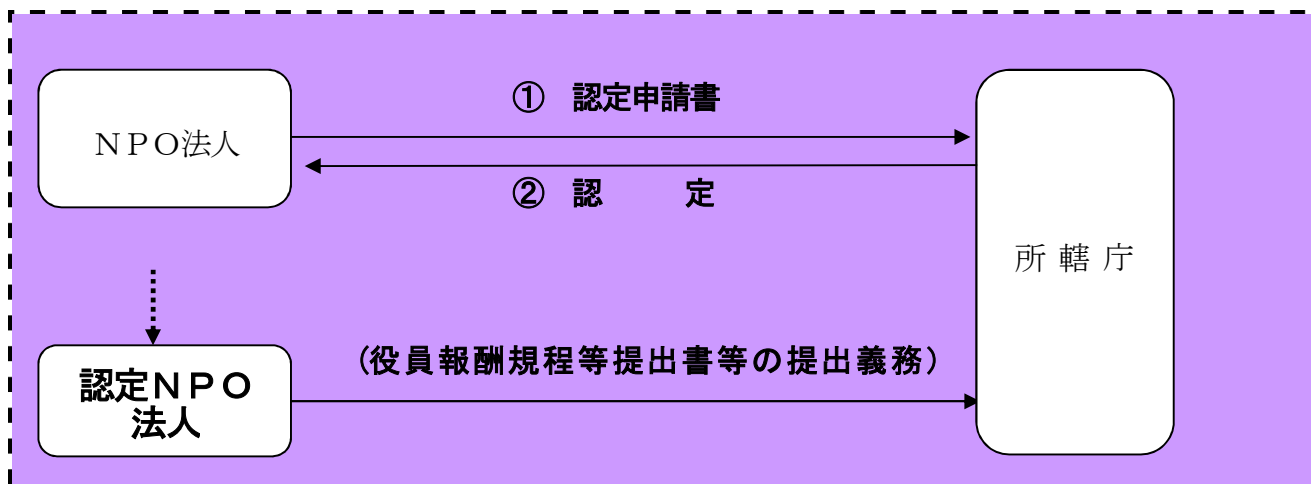 ① 認定申請書
ＮＰＯ法人
② 認 定
所轄庁
(役員報酬規程等提出書等の提出義務)
認定ＮＰＯ
法人